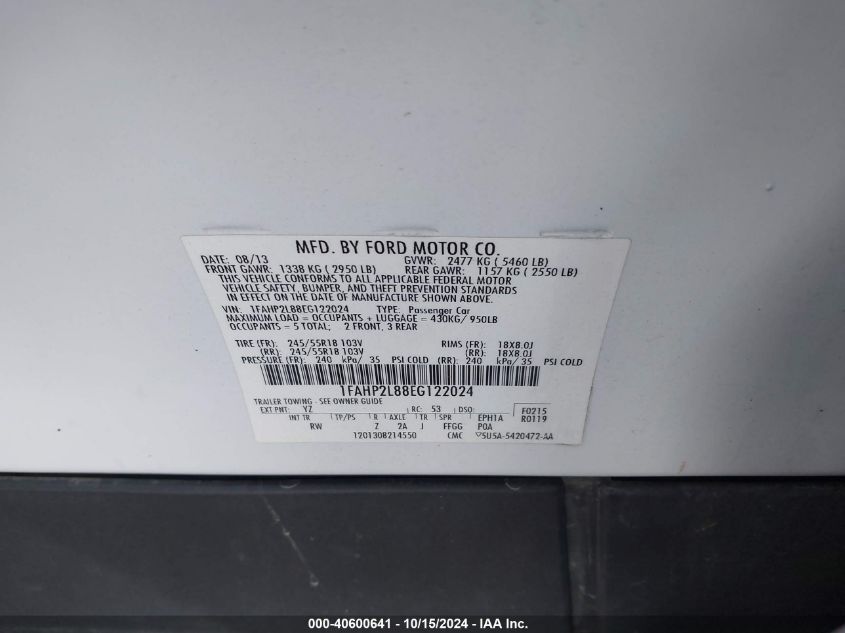 MFD. BY FORD MOTOR CO.
DATE: 08/13 GVWR: 2477 KG ( 5460 LB)
FRONT GAWR: 1338 KG ( 2950 LB) REAR GAWR: 1157 KG ( 2550 LB)
THIS VEHICLE CONFORMS TO ALL APPLICABLE FEDERAL MOTOR
VEHICLE SAFETY, BUMPER, AND THEFT PREVENTION STANDARDS
IN EFFECT ON THE DATE OF MANUFACTURE SHOWN ABOVE.
VIN: 1FAHP2L88EG122024 TYPE: Passenger Car
MAXIMUM LOAD = OCCUPANTS + LUGGAGE = 430KG/ 950LB
OCCUPANTS = 5 TOTAL; 2 FRONT, 3 REAR
TIRE (FR): 245/55R18 103V RIMS (FR): 18X8.0J
(RR): 245/55R18 103V (RR): 18X8.0J
PRESSURE (FR): 240 kPa/ 35 PSI COLD (RR): 240 kPa/ 35 PSI COLD
1FAHP2L88EG122024
TRAILER TOWING - SEE OWNER GUIDE
EXT PNT: YZ RC: 53 DSO: F0215
INT TR TP/PS R AXLE TR SPR EPH1A R0119
RW Z 2A J FFGG POA
1201308214550 CMC V5U5A-5420472-AA
000-40600641 - 10/15/2024 - IAA Inc.